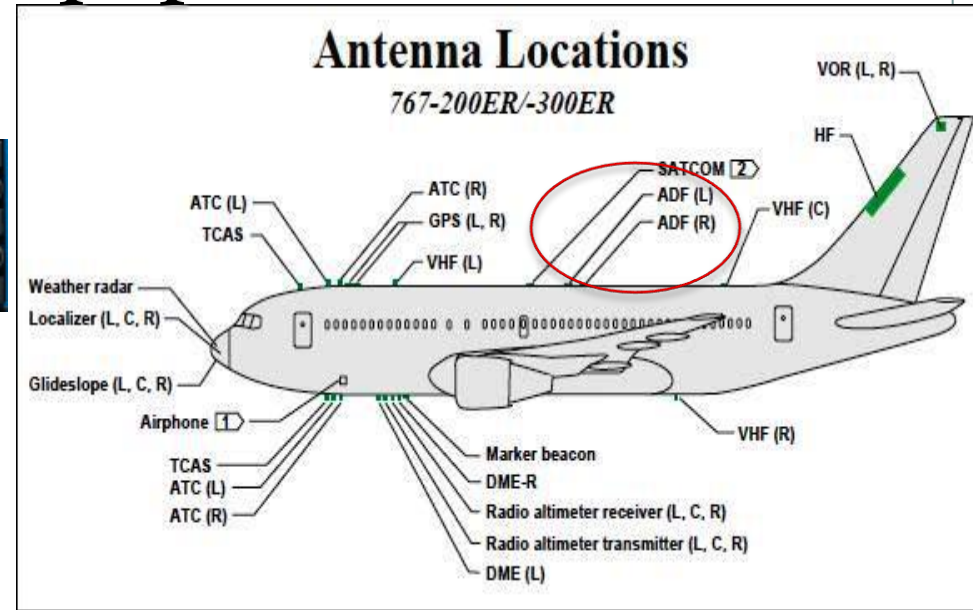 Antenna Locations
767-200ER/-300ER
VOR (L, R)
HF
SATCOM 2
ADF (L)
ADF (R)
VHF (C)
ATC (R)
GPS (L, R)
VHF (L)
ATC (L)
TCAS
Weather radar
Localizer (L, C, R)
Glideslope (L, C, R)
Airphone 1
TCAS
ATC (L)
ATC (R)
VHF (R)
Marker beacon
DME-R
Radio altimeter receiver (L, C, R)
Radio altimeter transmitter (L, C, R)
DME (L)